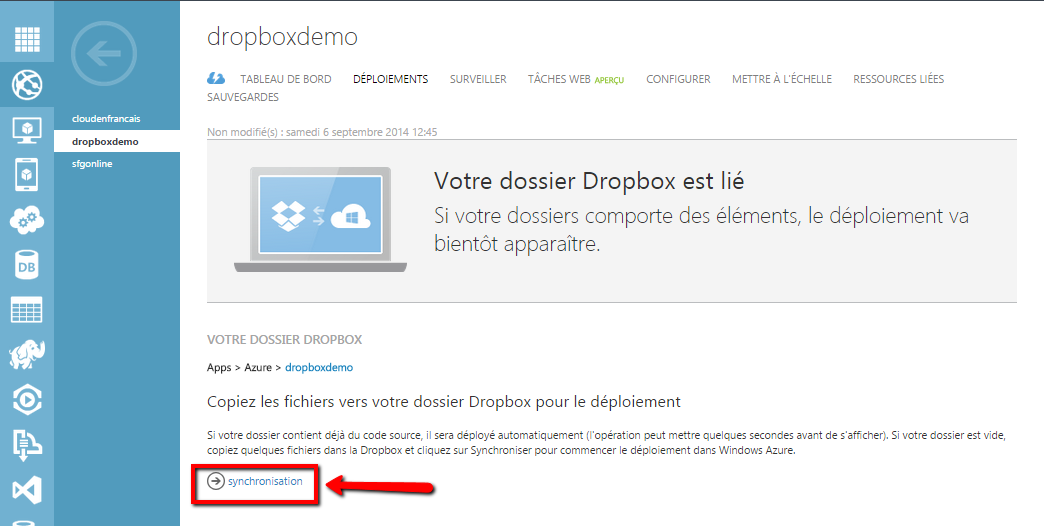 dropboxdemo
TABLEAU DE BORD DÉPLOIEMENTS SURVEILLER TÂCHES WEB APERÇU CONFIGURER METTRE À L'ÉCHELLE RESSOURCES LIÉES
SAUVEGARDES
cloudenfrancais
dropboxdemo
sfgonline
DB
Non modifié(s) : samedi 6 septembre 2014 12:45
Votre dossier Dropbox est lié
Si votre dossiers comporte des éléments, le déploiement va
bientôt apparaître.
VOTRE DOSSIER DROPBOX
Apps > Azure > dropboxdemo
Copiez les fichiers vers votre dossier Dropbox pour le déploiement
Si votre dossier contient déjà du code source, il sera déployé automatiquement (l'opération peut mettre quelques secondes avant de s'afficher). Si votre dossier est vide,
copiez quelques fichiers dans la Dropbox et cliquez sur Synchroniser pour commencer le déploiement dans Windows Azure.
synchronisation